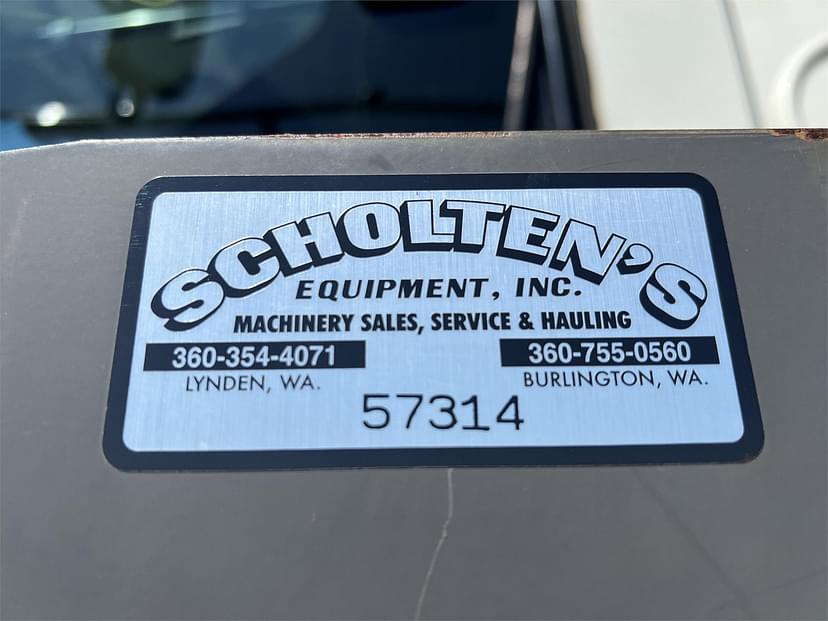 SCHOLTEN'S
EQUIPMENT, INC.
MACHINERY SALES, SERVICE & HAULING
360-354-4071 360-755-0560
LYNDEN, WA. BURLINGTON, WA.
57314